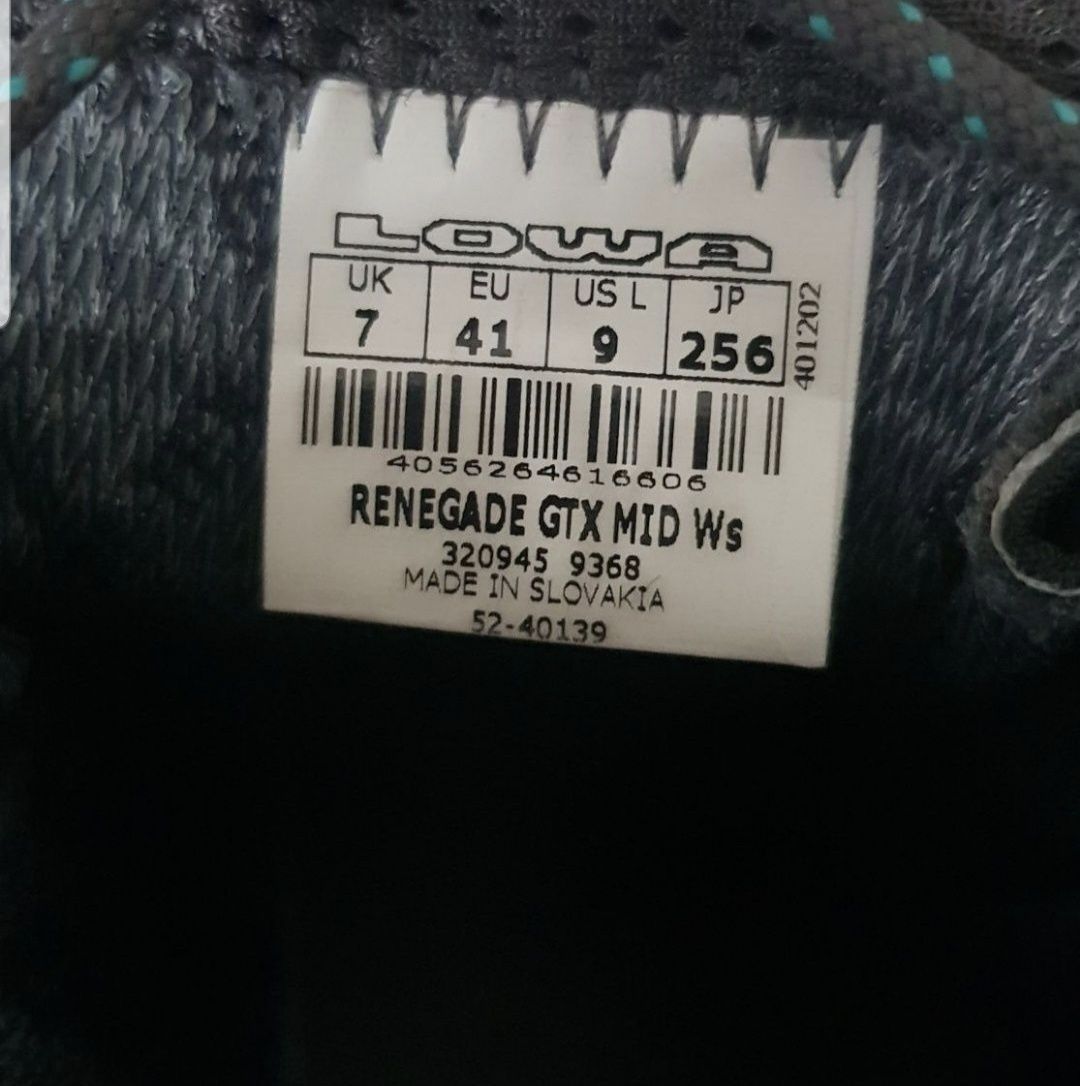 LOWA
UK EU US L JP
7 41 9 256
401202
4056264616606
RENEGADE GTX MID Ws
320945 9368
MADE IN SLOVAKIA
52-40139